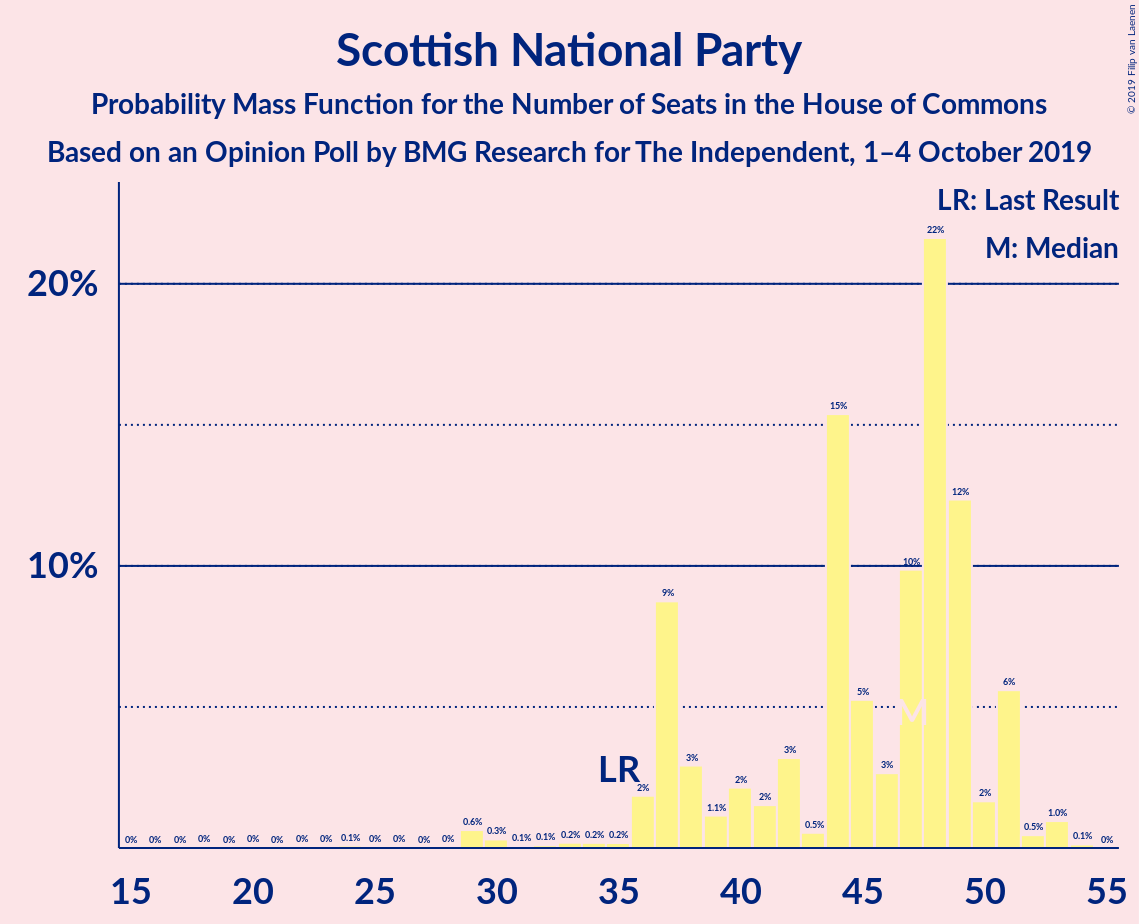 Scottish National Party
Probability Mass Function for the Number of Seats in the House of Commons
Based on an Opinion Poll by BMG Research for The Independent, 1–4 October 2019
© 2019 Filip van Laenen
LR: Last Result
M: Median
20%
10%
0% 0% 0% 0% 0% 0% 0% 0% 0% 0.1% 0% 0% 0% 0% 0.6% 0.3% 0.1% 0.1% 0.2% 0.2% 0.2% 2% 9% 3% 1.1% 2% 2% 3% 0.5% 15% 5% 3% 10% 22% 12% 2% 6% 0.5% 1.0% 0.1% 0%
LR
M
15 20 25 30 35 40 45 50 55